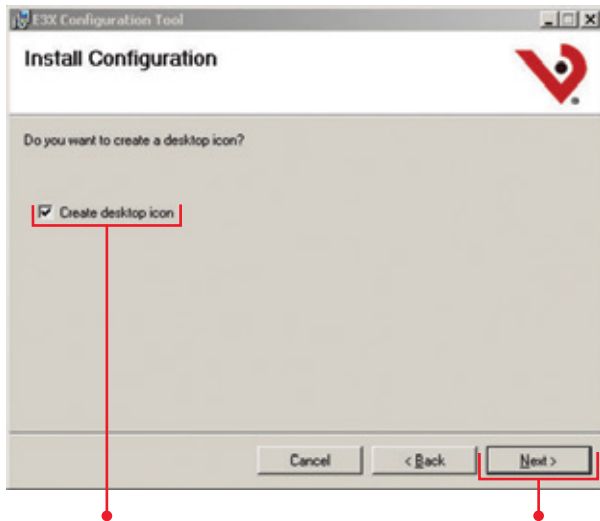 E3X Configuration Tool
Install Configuration
Do you want to create a desktop icon?
Create desktop icon
Cancel
< Back
Next >